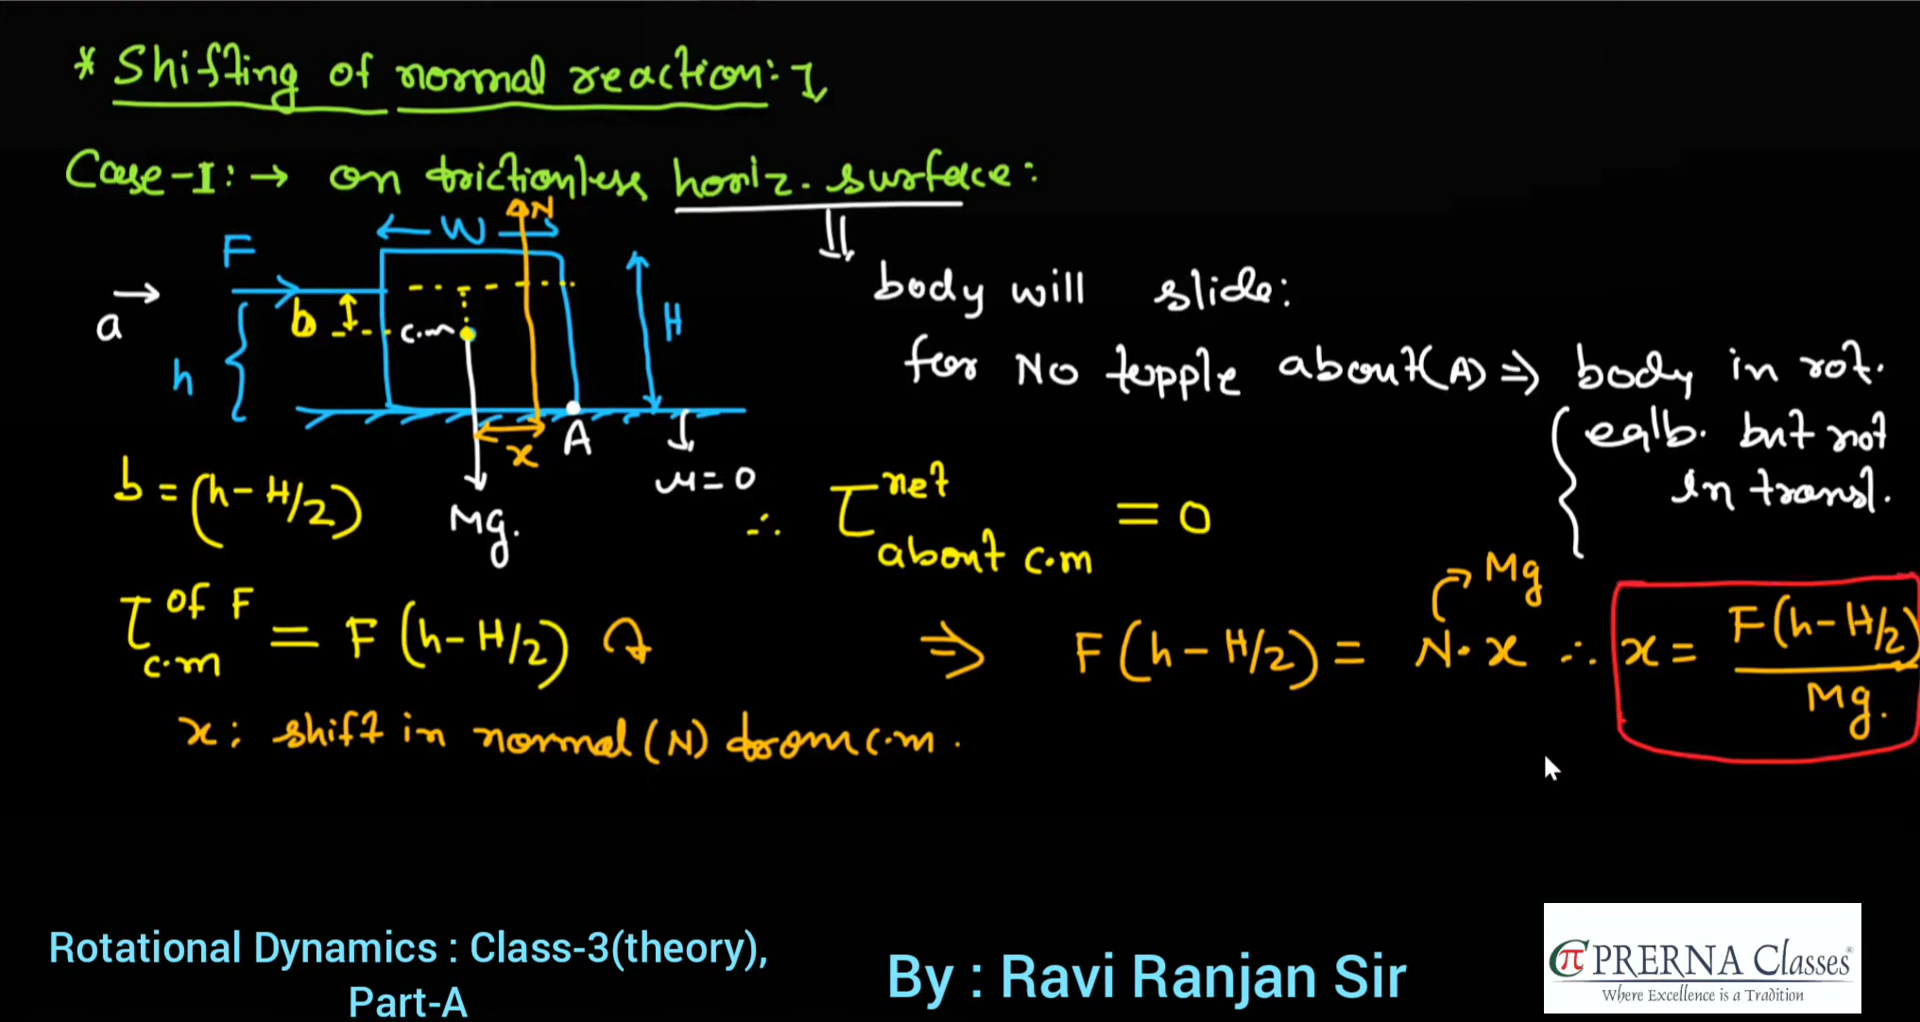 * Shifting of normal reaction:
Case-I: → on frictionless horiz. surface:
N
← W →
F
a
b
c.m
H
h
x
A
μ = 0
Mg.
body will slide:
for No topple about (A) ⇒ body in rot.
eqlb. but not
in transl.
b = (h - H/2)
∴ τ net about c.m = 0
τ of F c.m = F (h - H/2)
⇒ F (h - H/2) = N · x ∴ x = F (h - H/2) / Mg.
Mg
x : shift in normal (N) from c.m.
Rotational Dynamics : Class-3(theory),
Part-A
By : Ravi Ranjan Sir
π PRERNA Classes®
Where Excellence is a Tradition